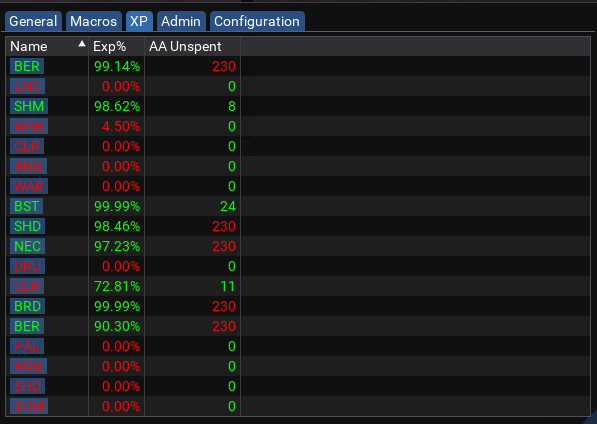 General Macros XP Admin Configuration
Name Exp% AA Unspent
BER 99.14% 230
ENC 0.00% 0
SHM 98.62% 8
WAR 4.50% 0
CLR 0.00% 0
RNG 0.00% 0
WAR 0.00% 0
BST 99.99% 24
SHD 98.46% 230
NEC 97.23% 230
DRU 0.00% 0
CLR 72.81% 11
BRD 99.99% 230
BER 90.30% 230
PAL 0.00% 0
ROG 0.00% 0
SHD 0.00% 0
SHM 0.00% 0